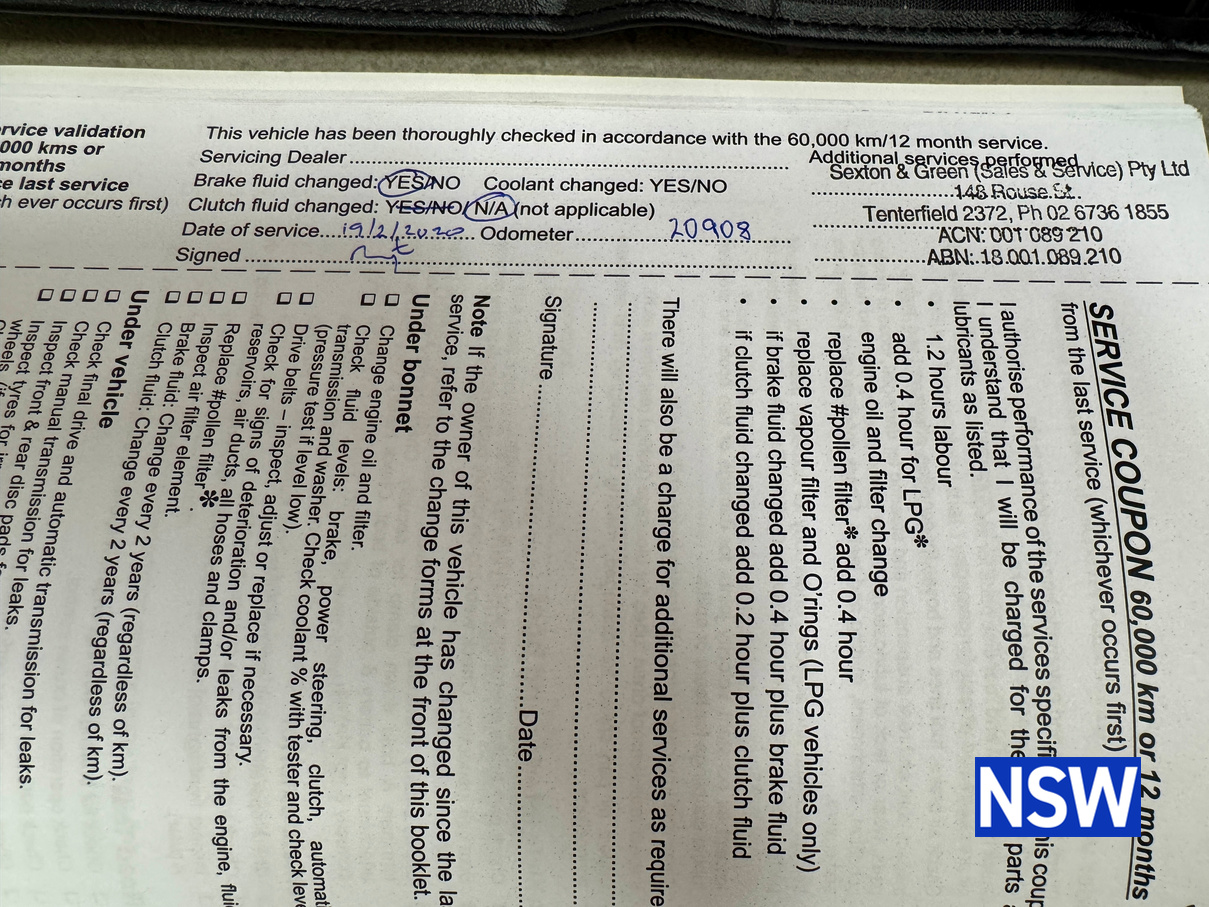 rvice validation
000 kms or
months
ce last service
ch ever occurs first)
This vehicle has been thoroughly checked in accordance with the 60,000 km/12 month service.
Servicing Dealer
Brake fluid changed: YES/NO Coolant changed: YES/NO
Clutch fluid changed: YES/NO/ N/A (not applicable)
Date of service....19/2/2020.. Odometer 20908
Signed
Additional services performed
Sexton & Green (Sales & Service) Pty Ltd
148 Rouse St.
Tenterfield 2372, Ph 02 6736 1855
ACN: 001 089 210
ABN: 18.001.089.210
SERVICE COUPON 60,000 km or 12 months
from the last service (whichever occurs first)
I authorise performance of the services specifi his coup
I understand that I will be charged for the parts
lubricants as listed.
• 1.2 hours labour
• add 0.4 hour for LPG*
• engine oil and filter change
• replace #pollen filter* add 0.4 hour
• replace vapour filter and O'rings (LPG vehicles only)
• if brake fluid changed add 0.4 hour plus brake fluid
• if clutch fluid changed add 0.2 hour plus clutch fluid
There will also be a charge for additional services as require
Signature Date
Note If the owner of this vehicle has changed since the la
service, refer to the change forms at the front of this booklet.
Under bonnet
☐ Change engine oil and filter.
☐ Check fluid levels: brake, power steering, clutch, automat
transmission and washer. Check coolant % with tester and check leve
(pressure test if level low).
☐ Drive belts – inspect, adjust or replace if necessary.
☐ Check for signs of deterioration and/or leaks from the engine, flui
reservoirs, air ducts, all hoses and clamps.
☐ Replace #pollen filter*.
☐ Inspect air filter element.
☐ Brake fluid: Change every 2 years (regardless of km).
☐ Clutch fluid: Change every 2 years (regardless of km).
Under vehicle
☐ Check final drive and automatic transmission for leaks.
☐ Check manual transmission for leaks.
☐ Inspect front & rear disc pads
☐ Inspect tyres for
wheels
NSW